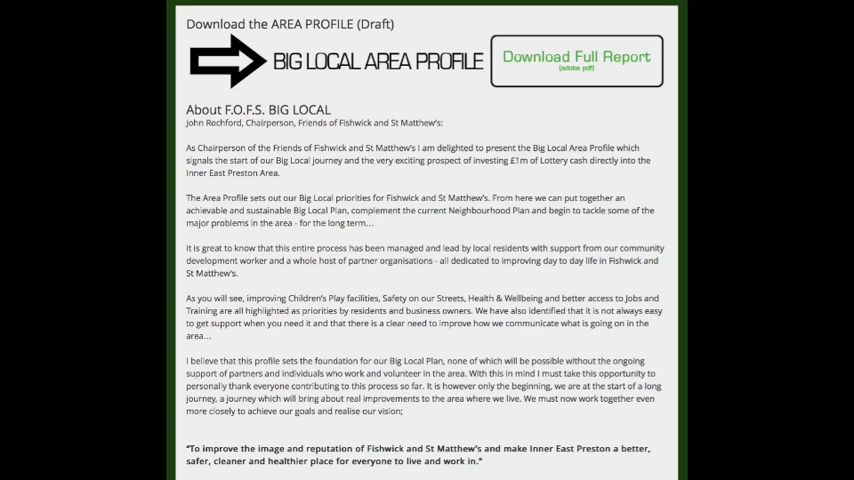 Download the AREA PROFILE (Draft)
BIG LOCAL AREA PROFILE
Download Full Report
(adobe pdf)
About F.O.F.S. BIG LOCAL
John Rochford, Chairperson, Friends of Fishwick and St Matthew's:
As Chairperson of the Friends of Fishwick and St Matthew's I am delighted to present the Big Local Area Profile which
signals the start of our Big Local journey and the very exciting prospect of investing £1m of Lottery cash directly into the
Inner East Preston Area.
The Area Profile sets out our Big Local priorities for Fishwick and St Matthew's. From here we can put together an
achievable and sustainable Big Local Plan, complement the current Neighbourhood Plan and begin to tackle some of the
major problems in the area - for the long term...
It is great to know that this entire process has been managed and lead by local residents with support from our community
development worker and a whole host of partner organisations - all dedicated to improving day to day life in Fishwick and
St Matthew's.
As you will see, improving Children's Play facilities, Safety on our Streets, Health & Wellbeing and better access to Jobs and
Training are all highlighted as priorities by residents and business owners. We have also identified that it is not always easy
to get support when you need it and that there is a clear need to improve how we communicate what is going on in the
area...
I believe that this profile sets the foundation for our Big Local Plan, none of which will be possible without the ongoing
support of partners and individuals who work and volunteer in the area. With this in mind I must take this opportunity to
personally thank everyone contributing to this process so far. It is however only the beginning, we are at the start of a long
journey, a journey which will bring about real improvements to the area where we live. We must now work together even
more closely to achieve our goals and realise our vision;
"To improve the image and reputation of Fishwick and St Matthew's and make Inner East Preston a better,
safer, cleaner and healthier place for everyone to live and work in."